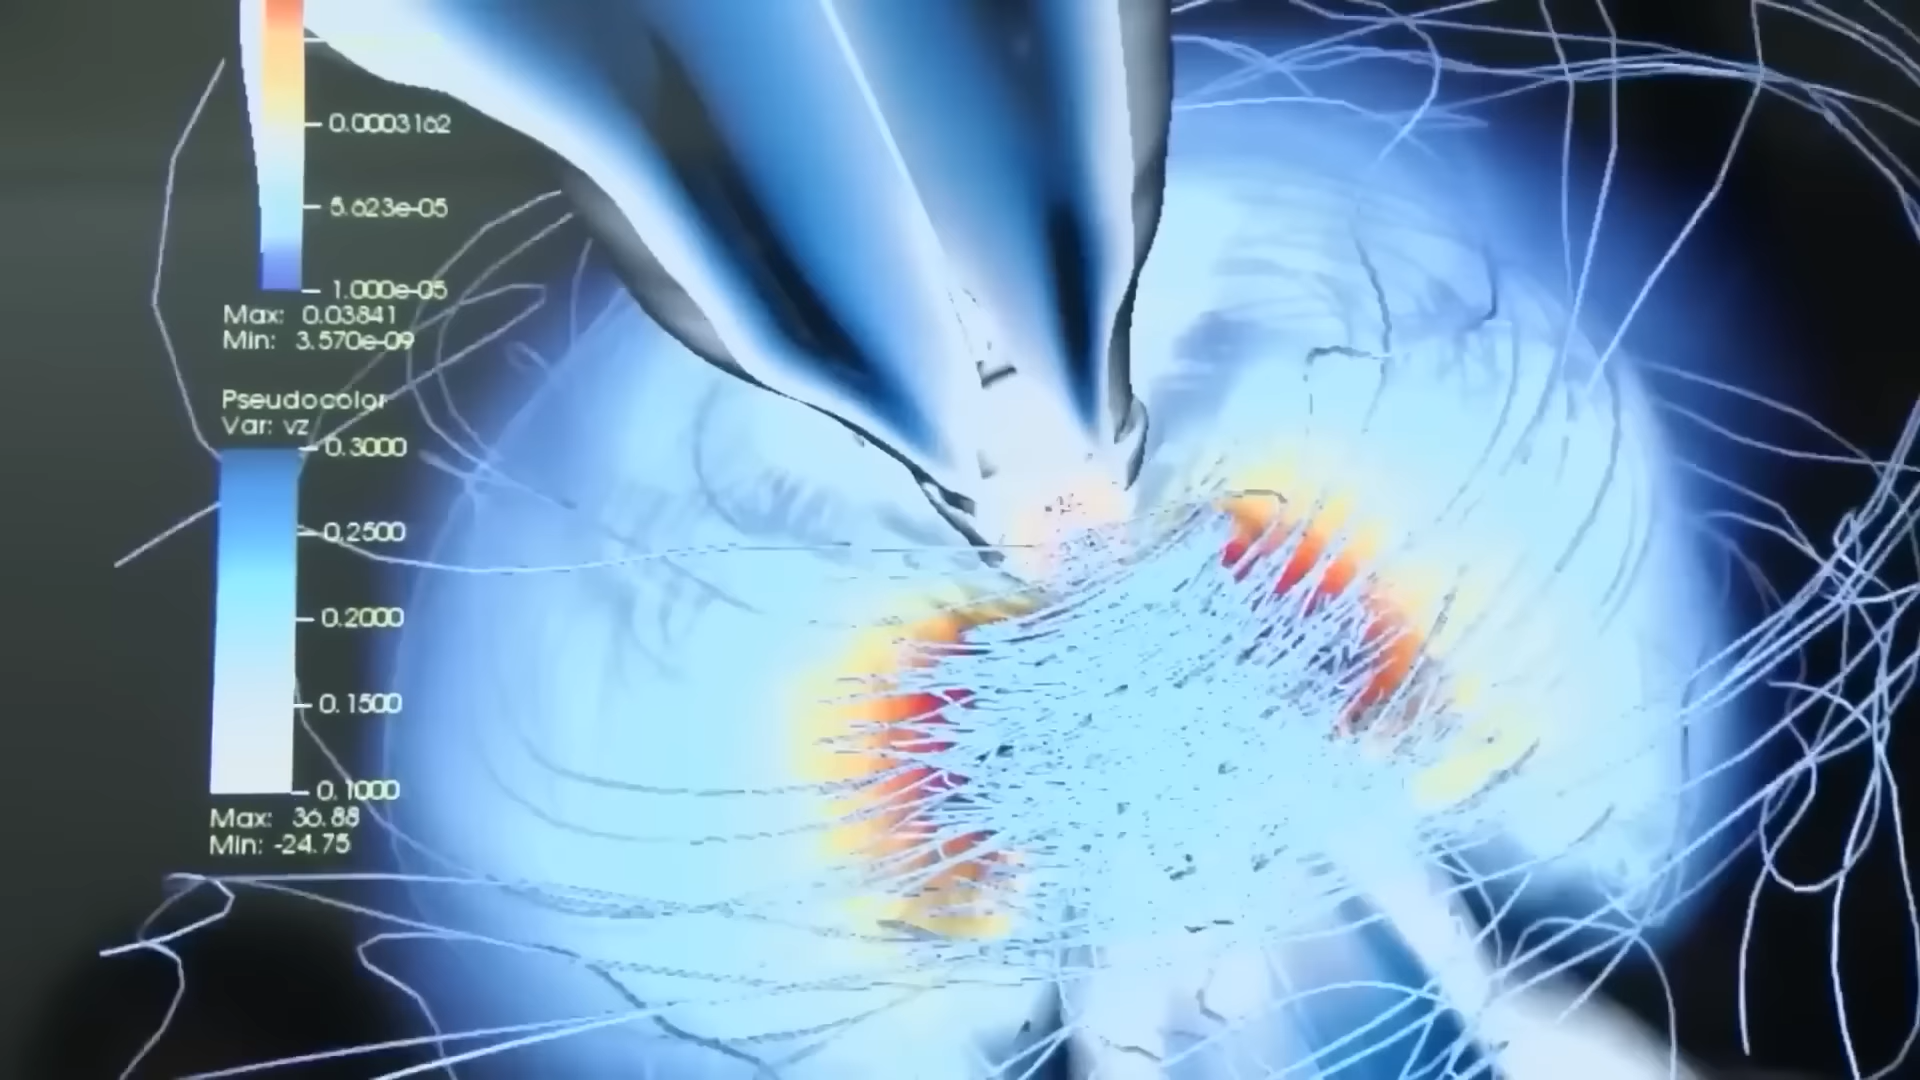 0.0003162
5.623e-05
1.000e-05
Max: 0.03841
Min: 3.570e-09
Pseudocolor
Var: vz
0.3000
0.2500
0.2000
0.1500
0.1000
Max: 36.88
Min: -24.75